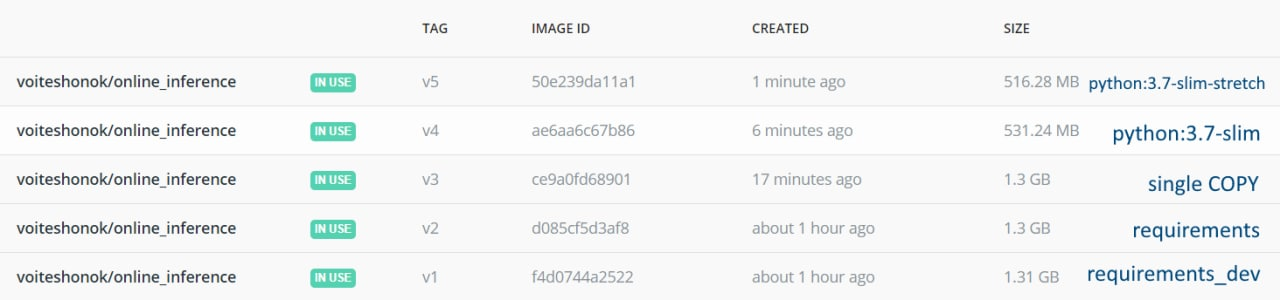 TAG IMAGE ID CREATED SIZE
voiteshonok/online_inference IN USE v5 50e239da11a1 1 minute ago 516.28 MB python:3.7-slim-stretch
voiteshonok/online_inference IN USE v4 ae6aa6c67b86 6 minutes ago 531.24 MB python:3.7-slim
voiteshonok/online_inference IN USE v3 ce9a0fd68901 17 minutes ago 1.3 GB single COPY
voiteshonok/online_inference IN USE v2 d085cf5d3af8 about 1 hour ago 1.3 GB requirements
voiteshonok/online_inference IN USE v1 f4d0744a2522 about 1 hour ago 1.31 GB requirements_dev